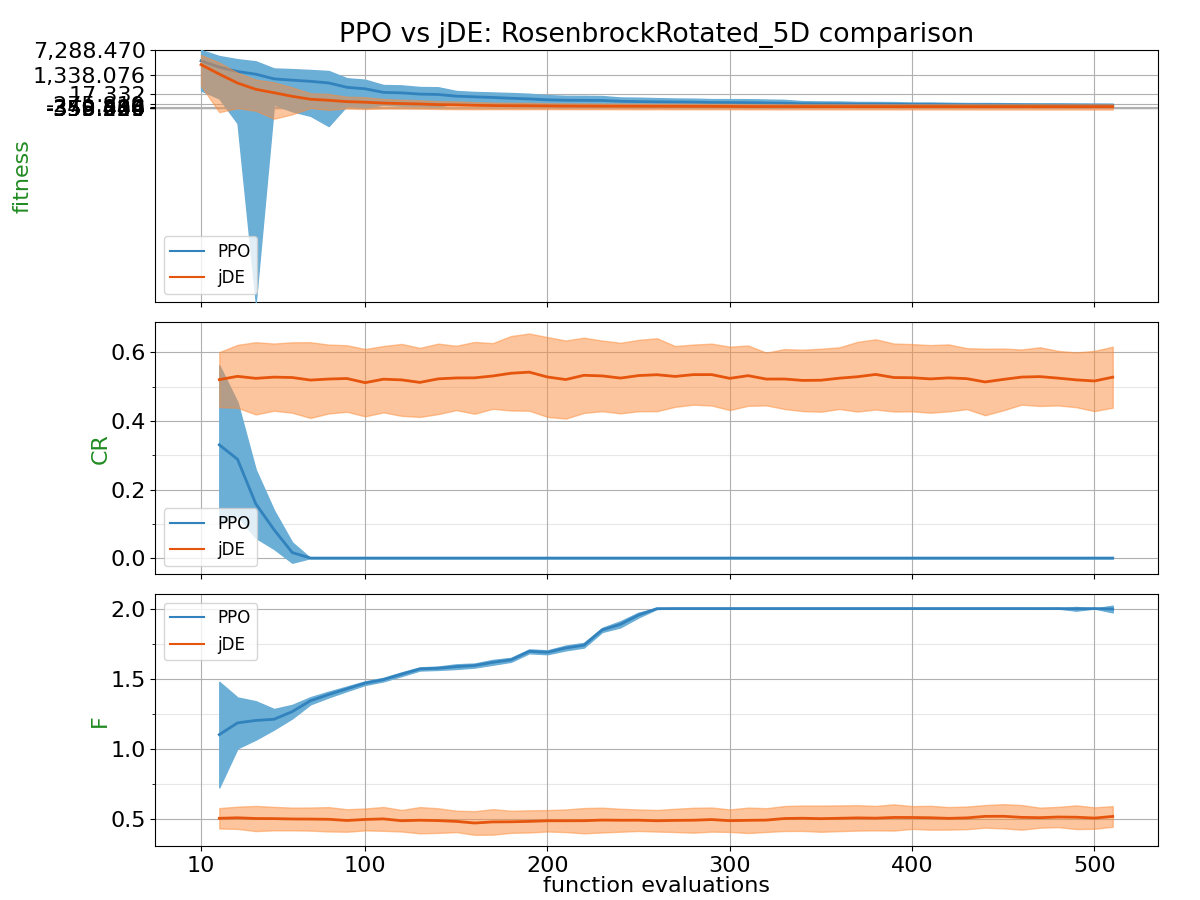 PPO vs jDE: RosenbrockRotated_5D comparison
7,288.470
1,338.076
17.332
fitness
PPO
jDE
0.6
0.4
0.2
0.0
CR
PPO
jDE
2.0
1.5
1.0
0.5
F
PPO
jDE
10 100 200 300 400 500
function evaluations